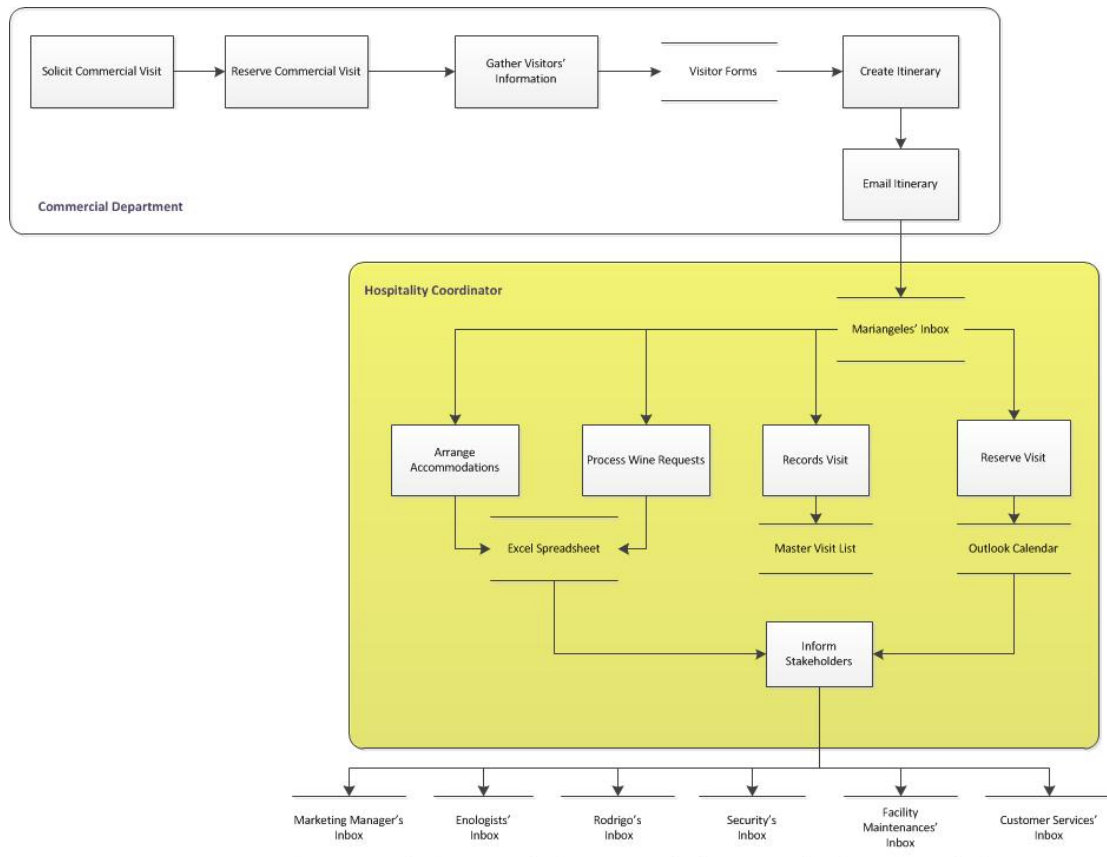 Solicit Commercial Visit
Reserve Commercial Visit
Gather Visitors'
Information
Visitor Forms
Create Itinerary
Email Itinerary
Commercial Department
Hospitality Coordinator
Mariangeles' Inbox
Arrange
Accommodations
Process Wine Requests
Records Visit
Reserve Visit
Excel Spreadsheet
Master Visit List
Outlook Calendar
Inform
Stakeholders
Marketing Manager's
Inbox
Enologists'
Inbox
Rodrigo's
Inbox
Security's
Inbox
Facility
Maintenances'
Inbox
Customer Services'
Inbox